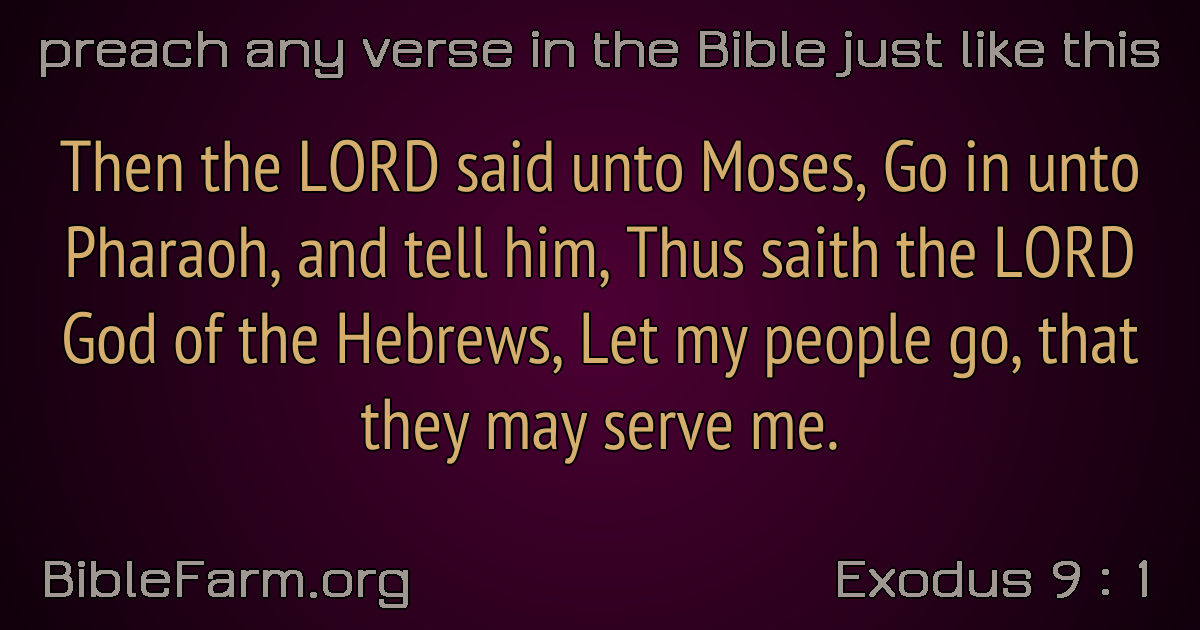 preach any verse in the Bible just like this
Then the LORD said unto Moses, Go in unto
Pharaoh, and tell him, Thus saith the LORD
God of the Hebrews, Let my people go, that
they may serve me.
BibleFarm.org
Exodus 9 : 1